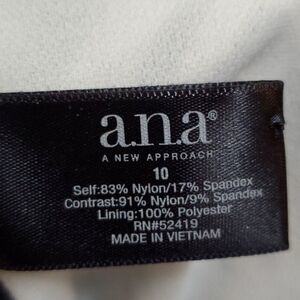 a.n.a®
A NEW APPROACH
10
Self:83% Nylon/17% Spandex
Contrast:91% Nylon/9% Spandex
Lining:100% Polyester
RN#52419
MADE IN VIETNAM